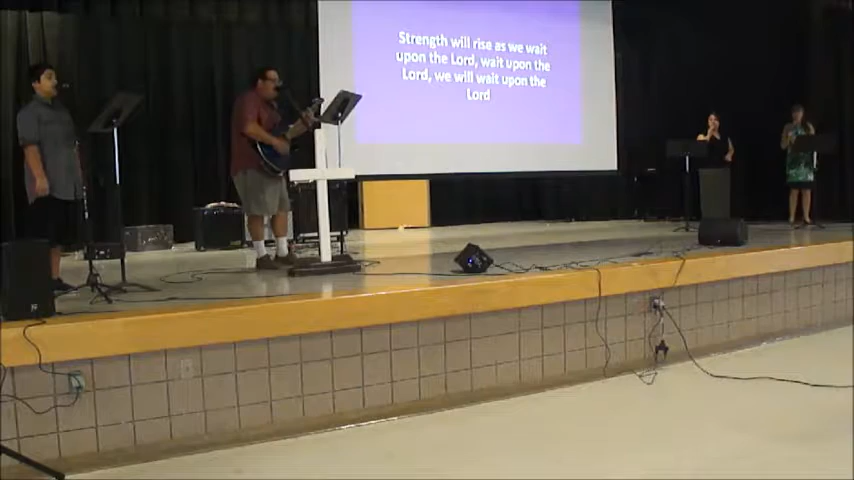 Strength will rise as we wait
upon the Lord, wait upon the
Lord, we will wait upon the
Lord